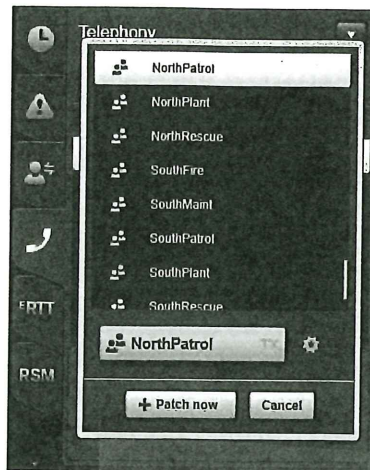 Telephony
NorthPatrol
NorthPlant
NorthRescue
SouthFire
SouthMaint
SouthPatrol
SouthPlant
SouthRescue
NorthPatrol TX
ERTT
RSM
+ Patch now Cancel